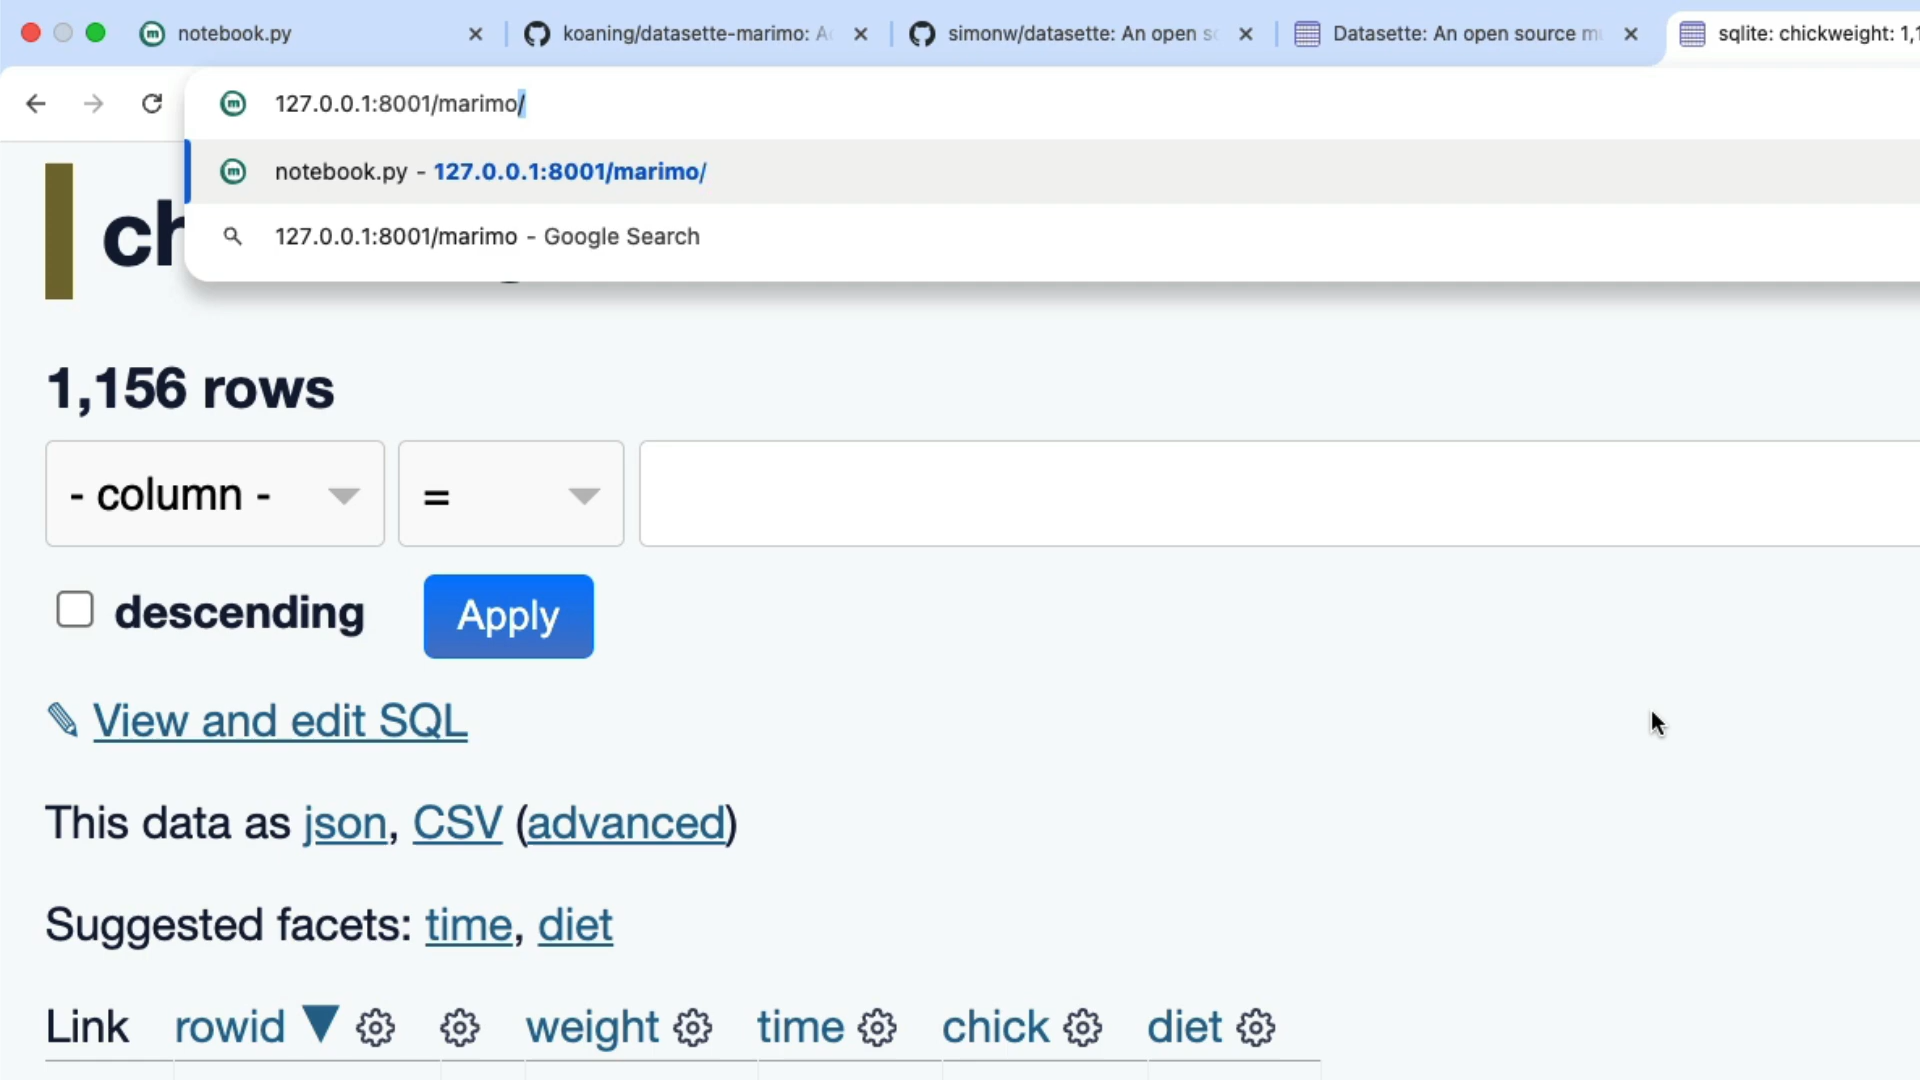 notebook.py
koaning/datasette-marimo: A
simonw/datasette: An open s
Datasette: An open source m
sqlite: chickweight: 1,1
127.0.0.1:8001/marimo/
notebook.py - 127.0.0.1:8001/marimo/
127.0.0.1:8001/marimo - Google Search
ch
1,156 rows
- column -
=
descending
Apply
✎ View and edit SQL
This data as json, CSV (advanced)
Suggested facets: time, diet
Link rowid ▼ weight time chick diet